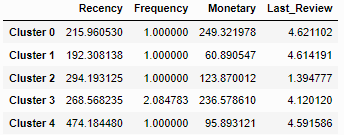 Recency Frequency Monetary Last_Review
Cluster 0 215.960530 1.000000 249.321978 4.621102
Cluster 1 192.308138 1.000000 60.890547 4.614191
Cluster 2 294.193125 1.000000 123.870012 1.394777
Cluster 3 268.568235 2.084783 236.578610 4.120120
Cluster 4 474.184480 1.000000 95.893121 4.591586